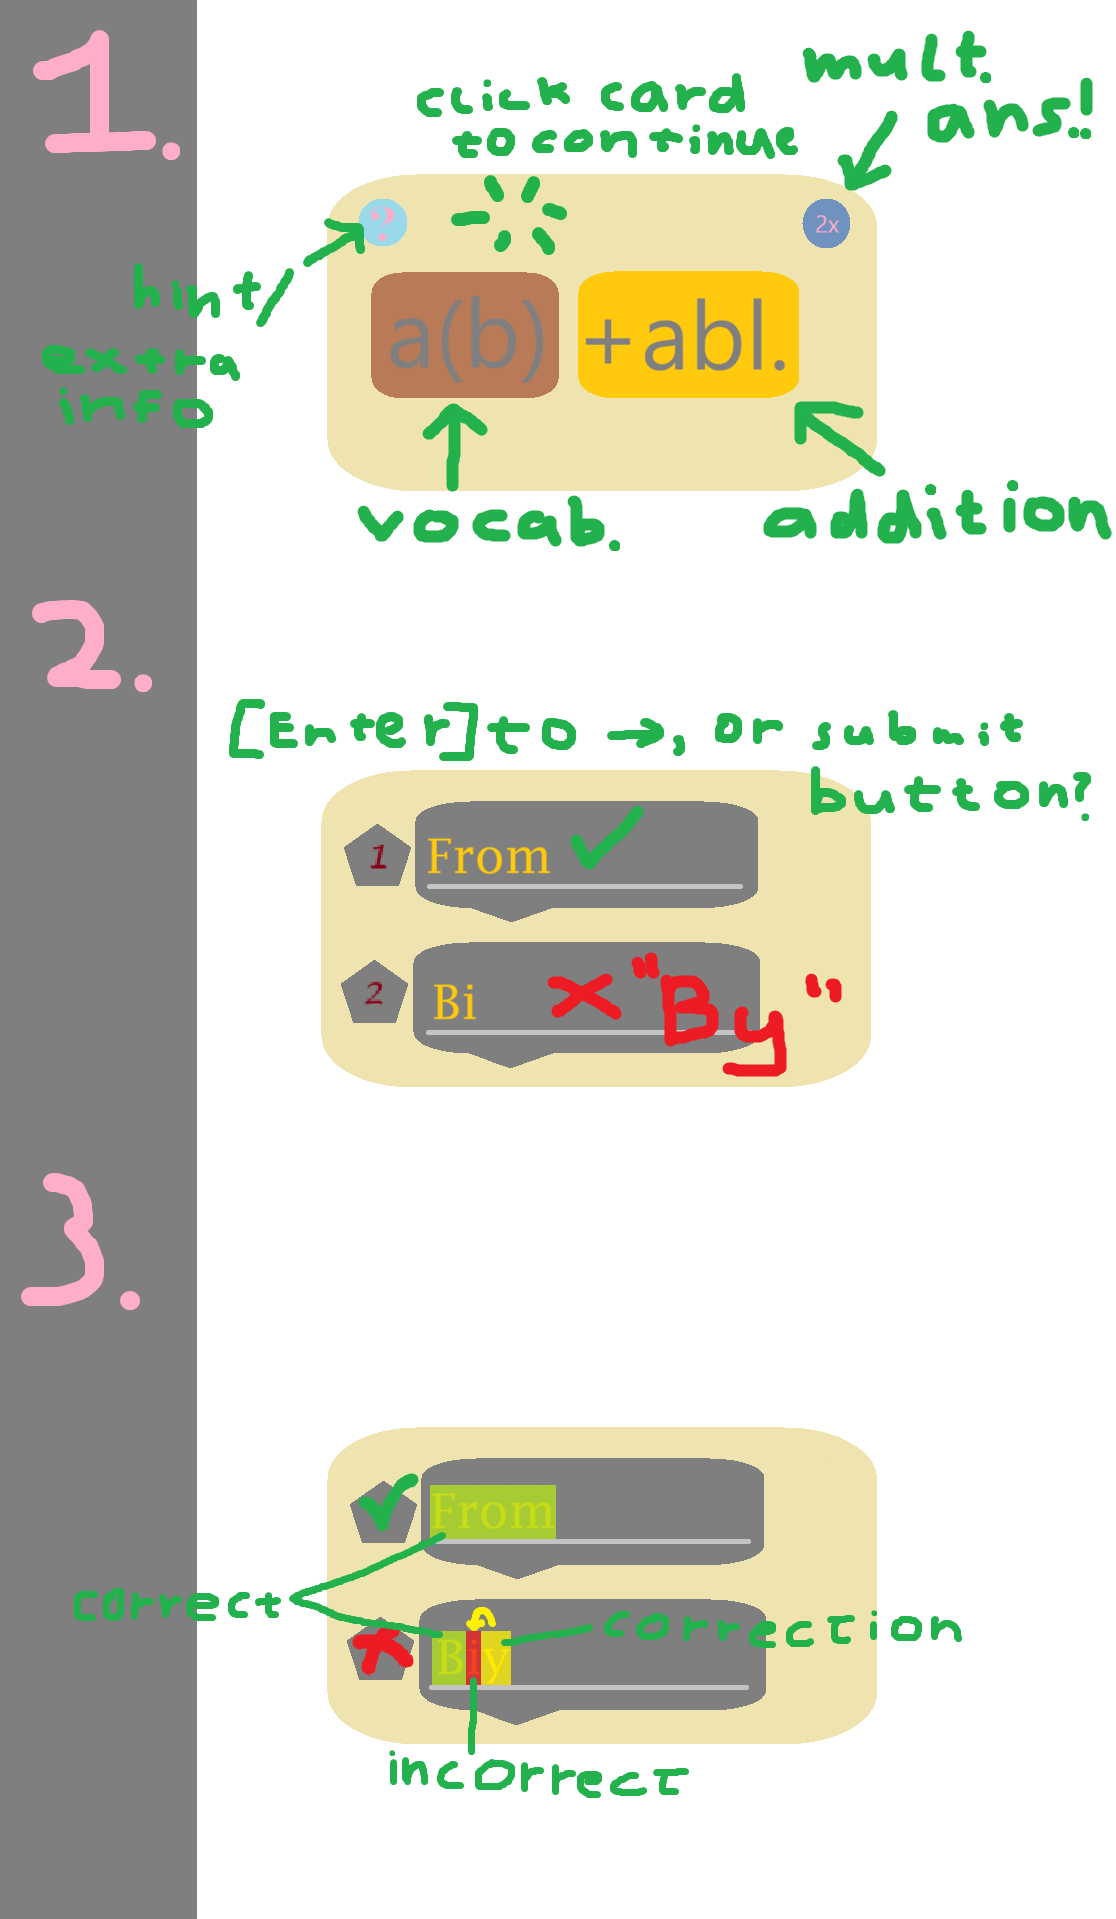 1.
click card
to continue
mult.
ans!!
?
2x
hint/
extra
info
a(b) +abl.
vocab.
addition
2.
[Enter] to →, or submit
button?
1 From ✓
2 Bi × "By"
3.
✓ From
correct
correction
× Biy
incorrect